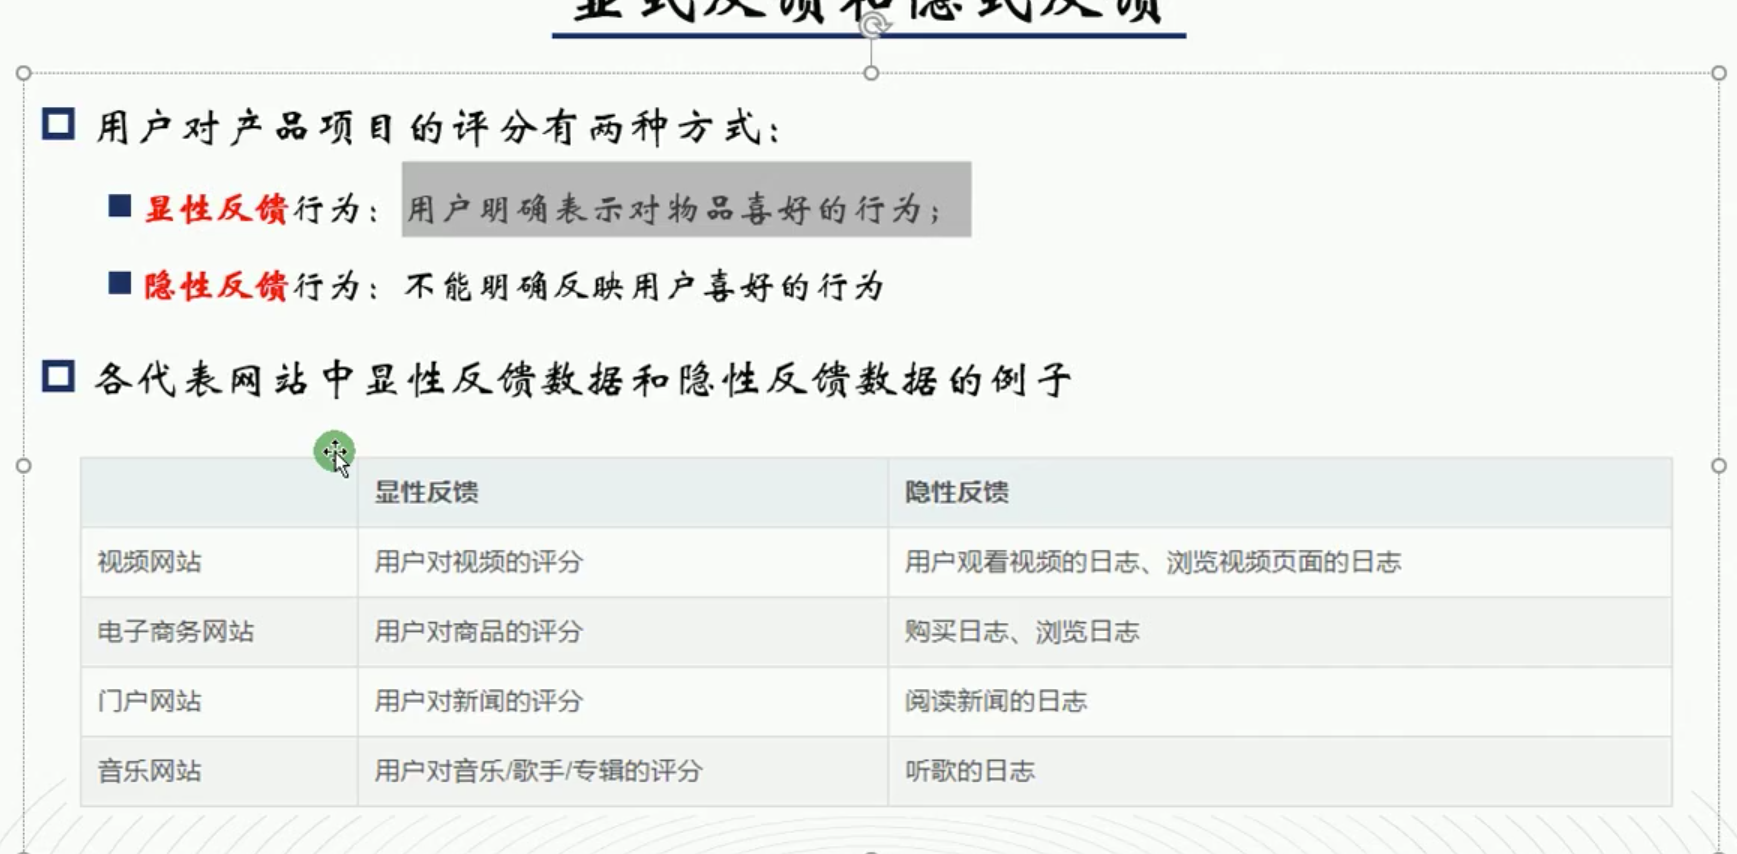 显式反馈和隐式反馈
用户对产品项目的评分有两种方式：
显性反馈行为：用户明确表示对物品喜好的行为；
隐性反馈行为：不能明确反映用户喜好的行为
各代表网站中显性反馈数据和隐性反馈数据的例子
显性反馈 隐性反馈
视频网站 用户对视频的评分 用户观看视频的日志、浏览视频页面的日志
电子商务网站 用户对商品的评分 购买日志、浏览日志
门户网站 用户对新闻的评分 阅读新闻的日志
音乐网站 用户对音乐/歌手/专辑的评分 听歌的日志